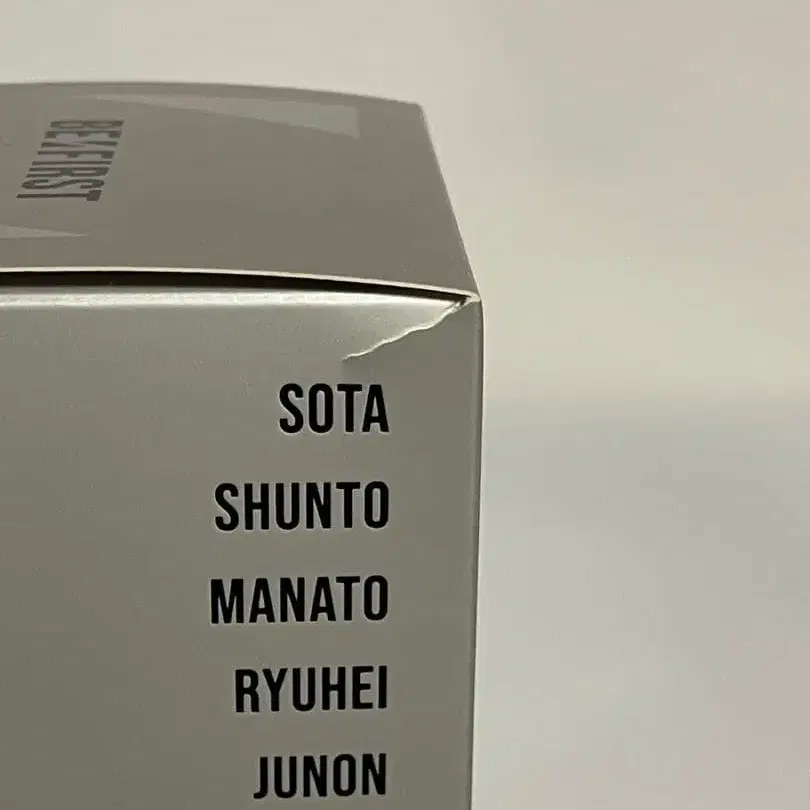 BE:FIRST
SOTA
SHUNTO
MANATO
RYUHEI
JUNON